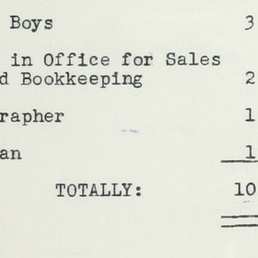 Boys 3
in Office for Sales
d Bookkeeping 2
rapher 1
an 1
TOTALLY: 10